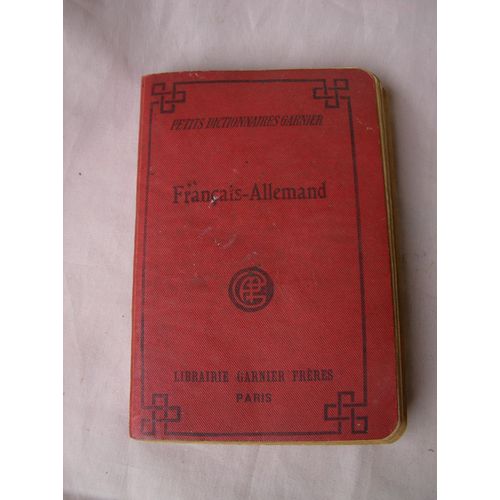 PETITS DICTIONNAIRES GARNIER
Français-Allemand
LIBRAIRIE GARNIER FRÈRES
PARIS